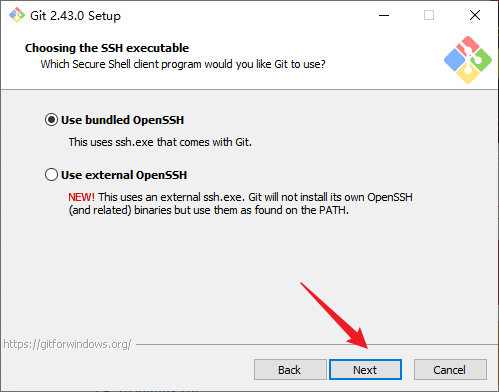 Git 2.43.0 Setup
Choosing the SSH executable
Which Secure Shell client program would you like Git to use?
Use bundled OpenSSH
This uses ssh.exe that comes with Git.
Use external OpenSSH
NEW! This uses an external ssh.exe. Git will not install its own OpenSSH
(and related) binaries but use them as found on the PATH.
https://gitforwindows.org/
Back Next Cancel